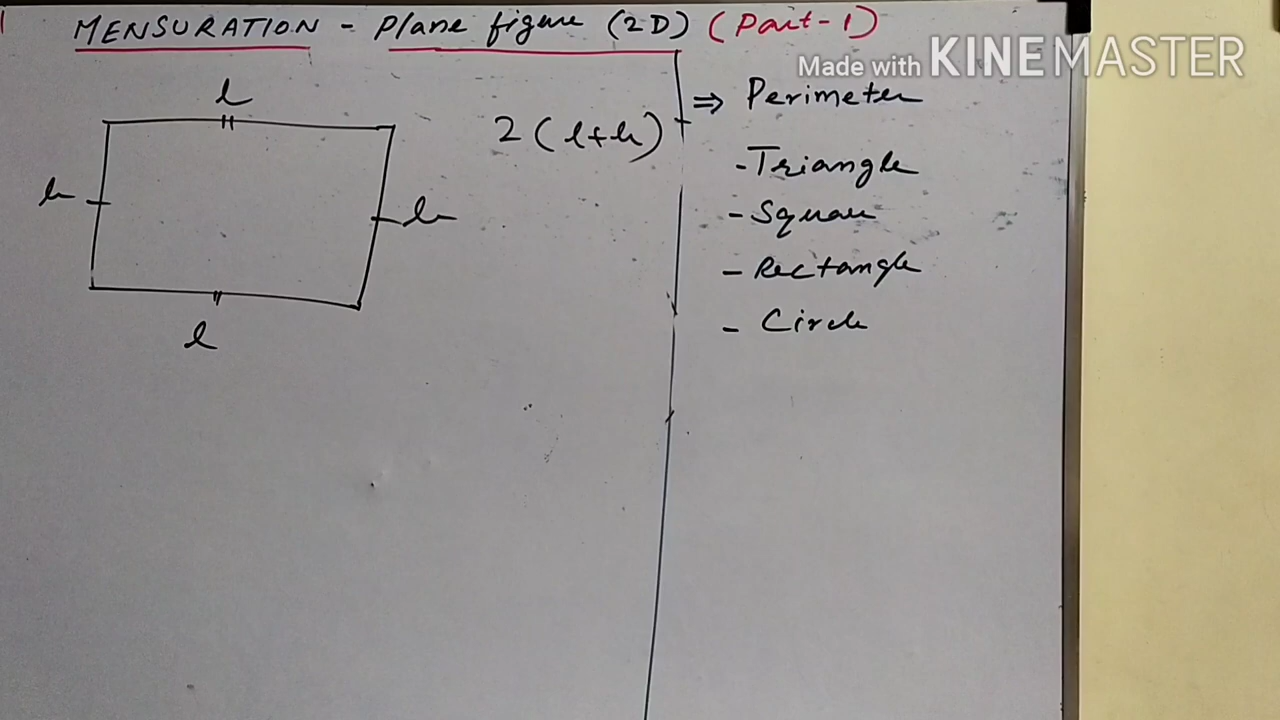 MENSURATION - Plane figure (2D) (Part-1)
Made with KINEMASTER
l
b
b
l
2(l+b)
⇒ Perimeter
- Triangle
- Square
- Rectangle
- Circle